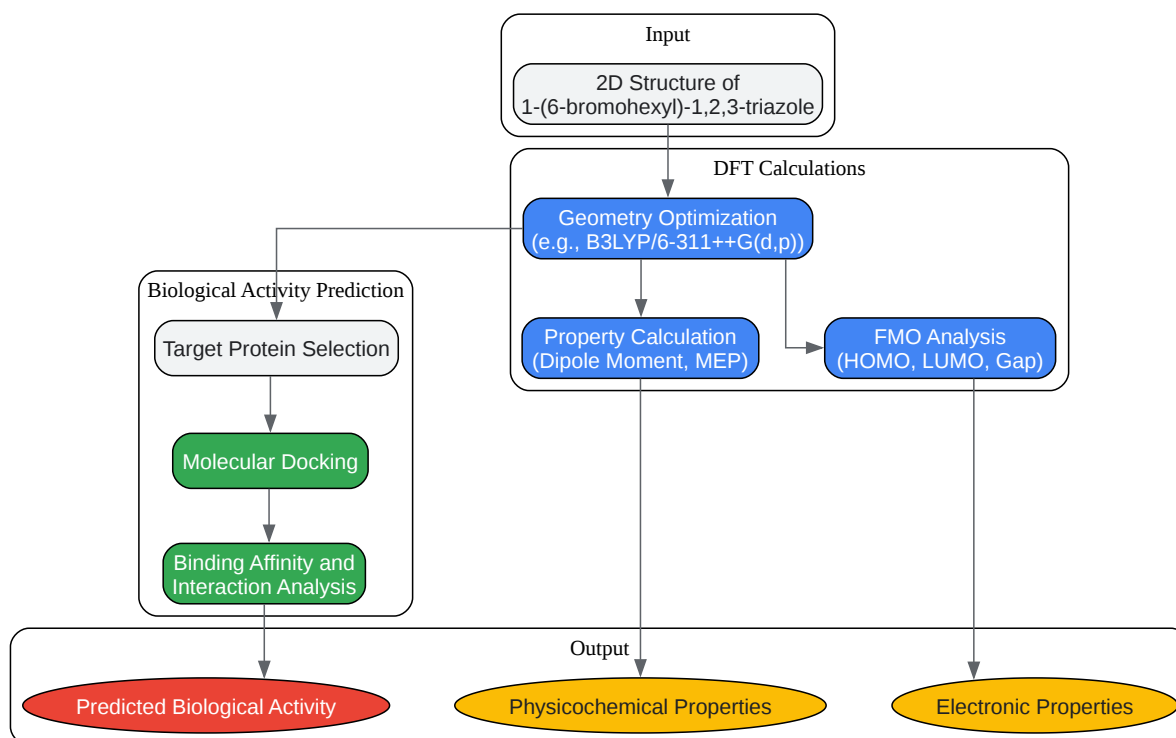 Input
2D Structure of
1-(6-bromohexyl)-1,2,3-triazole
DFT Calculations
Geometry Optimization
(e.g., B3LYP/6-311++G(d,p))
Biological Activity Prediction
Target Protein Selection
Property Calculation
(Dipole Moment, MEP)
FMO Analysis
(HOMO, LUMO, Gap)
Molecular Docking
Binding Affinity and
Interaction Analysis
Output
Predicted Biological Activity
Physicochemical Properties
Electronic Properties